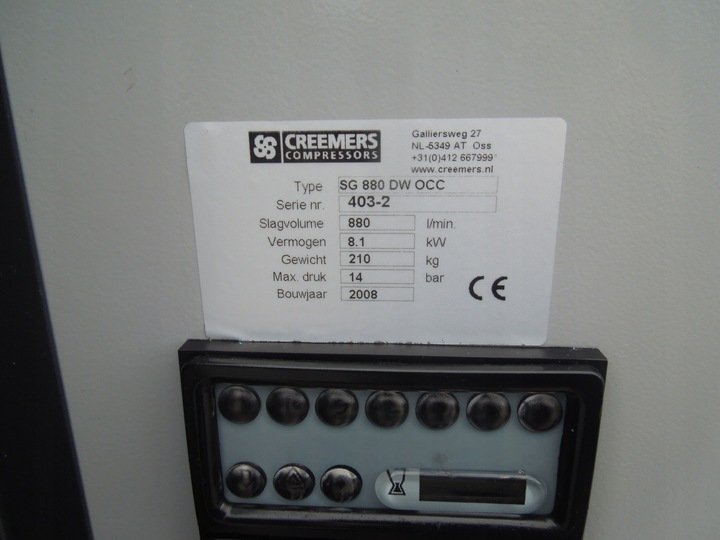 CREEMERS
COMPRESSORS
Galliersweg 27
NL-5349 AT Oss
+31(0)412 667999
www.creemers.nl
Type SG 880 DW OCC
Serie nr. 403-2
Slagvolume 880 l/min.
Vermogen 8.1 kW
Gewicht 210 kg
Max. druk 14 bar
Bouwjaar 2008
CE